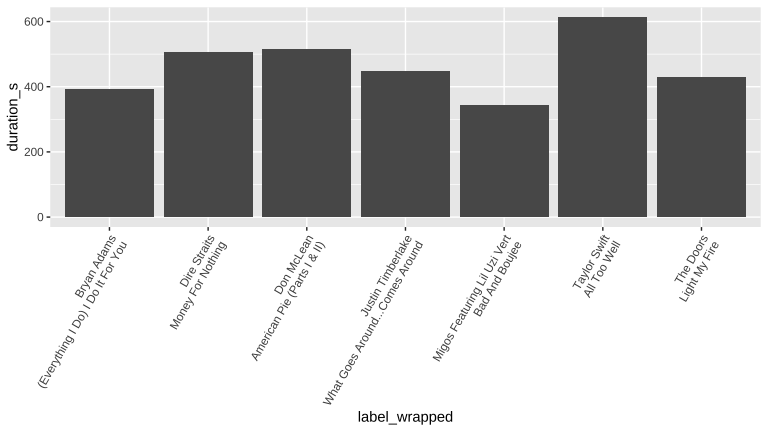 600
400
200
0
duration_s
Bryan Adams
(Everything I Do) I Do It For You
Dire Straits
Money For Nothing
Don McLean
American Pie (Parts I & II)
Justin Timberlake
What Goes Around...Comes Around
Migos Featuring Lil Uzi Vert
Bad And Boujee
Taylor Swift
All Too Well
The Doors
Light My Fire
label_wrapped